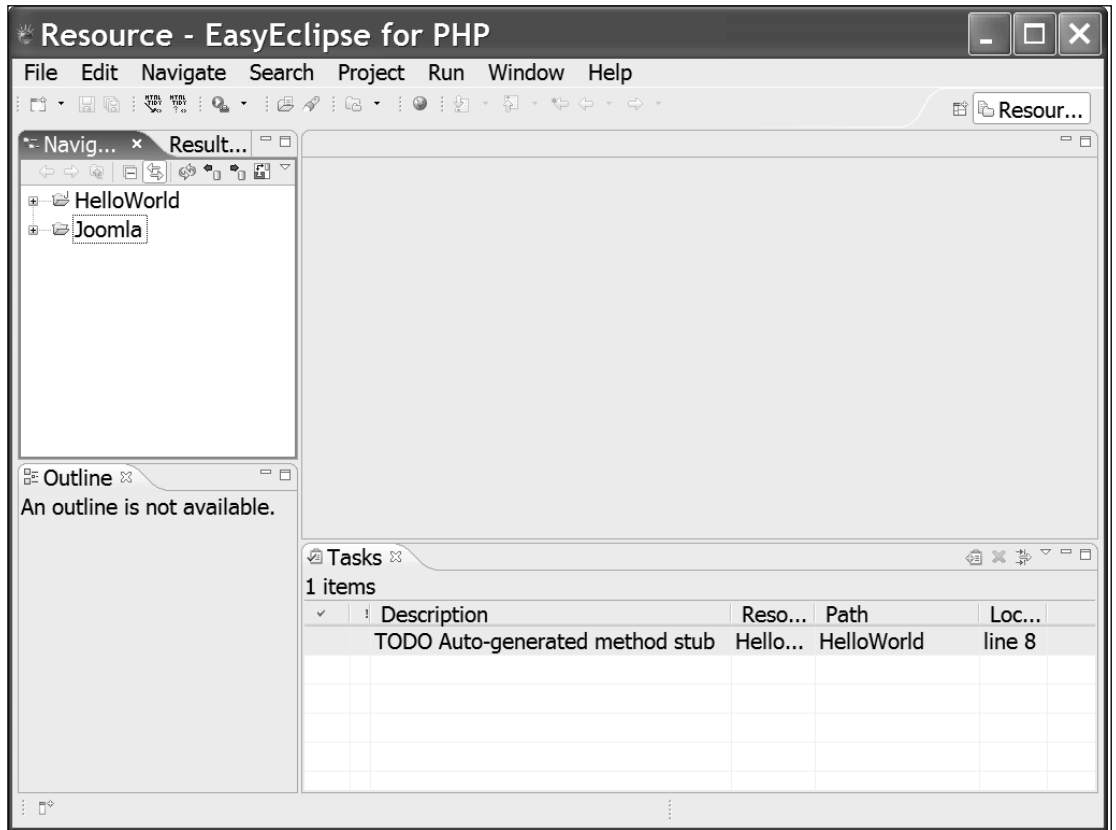 Resource - EasyEclipse for PHP
File Edit Navigate Search Project Run Window Help
Resour...
Navig... Result...
HelloWorld
Joomla
Outline
An outline is not available.
Tasks
1 items
! Description Reso... Path Loc...
TODO Auto-generated method stub Hello... HelloWorld line 8